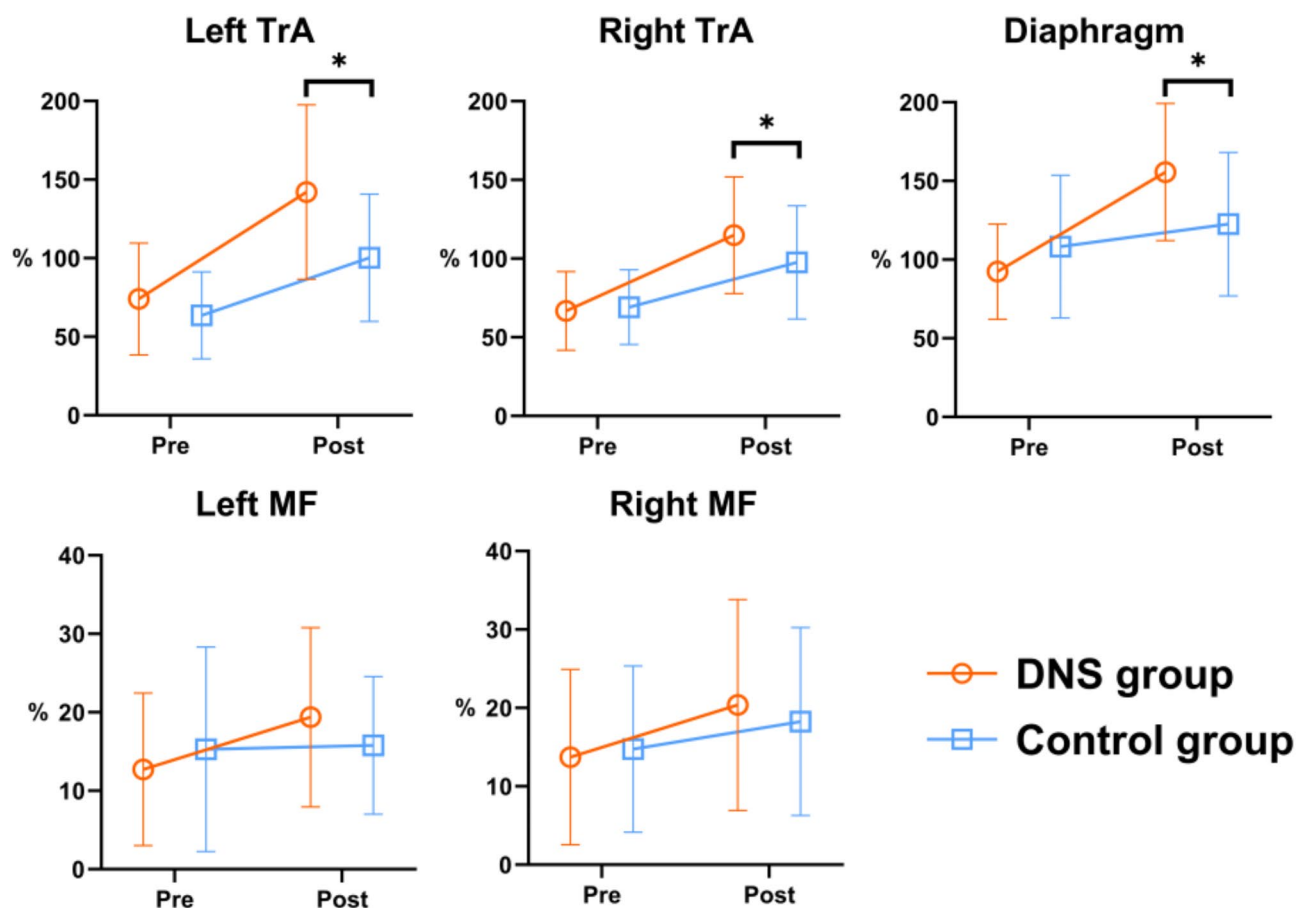 Left TrA
*
200
150
100
50
0
%
Pre Post
Right TrA
*
200
150
100
50
0
%
Pre Post
Diaphragm
*
200
150
100
50
0
%
Pre Post
Left MF
40
30
20
10
0
%
Pre Post
Right MF
40
30
20
10
0
%
Pre Post
DNS group
Control group